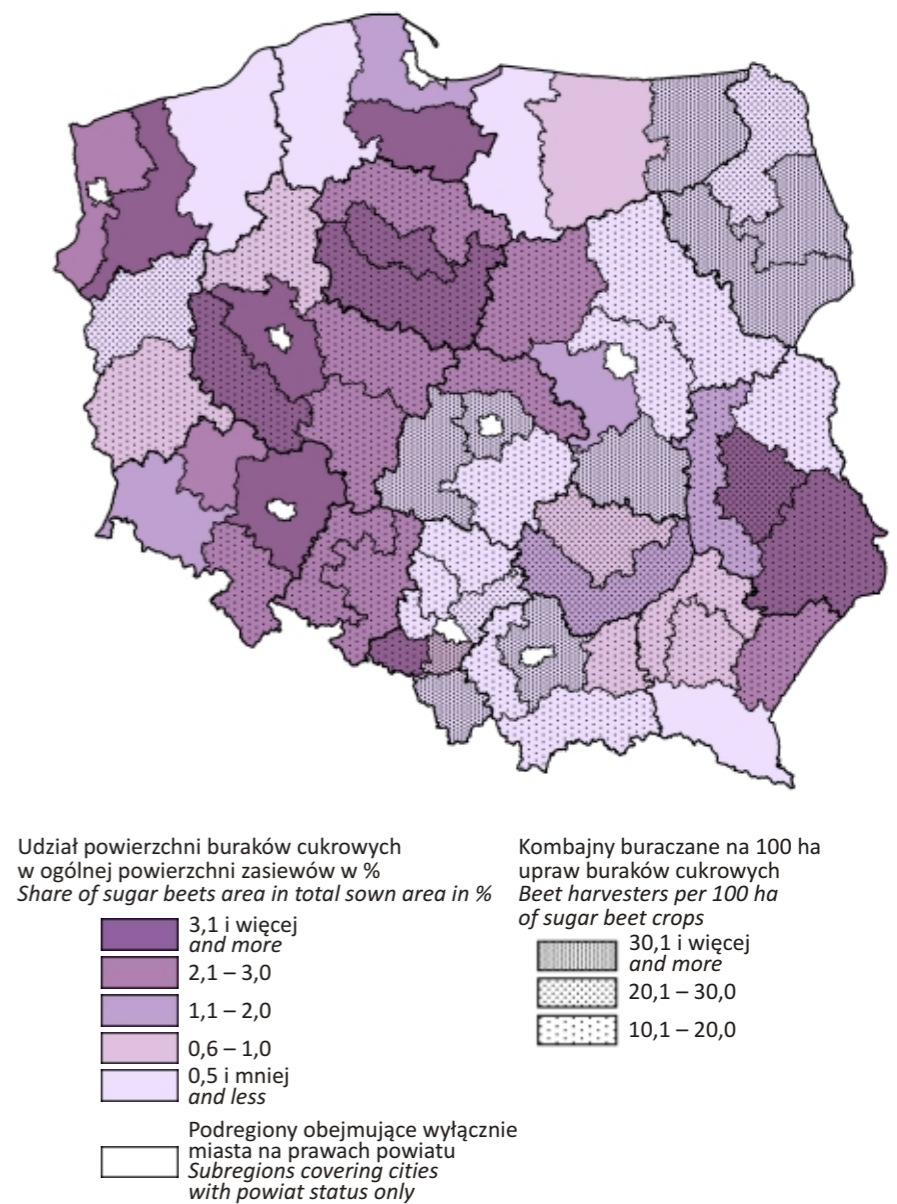 Udział powierzchni buraków cukrowych
w ogólnej powierzchni zasiewów w %
Share of sugar beets area in total sown area in %
3,1 i więcej
and more
2,1 – 3,0
1,1 – 2,0
0,6 – 1,0
0,5 i mniej
and less
Podregiony obejmujące wyłącznie
miasta na prawach powiatu
Subregions covering cities
with powiat status only
Kombajny buraczane na 100 ha
upraw buraków cukrowych
Beet harvesters per 100 ha
of sugar beet crops
30,1 i więcej
and more
20,1 – 30,0
10,1 – 20,0